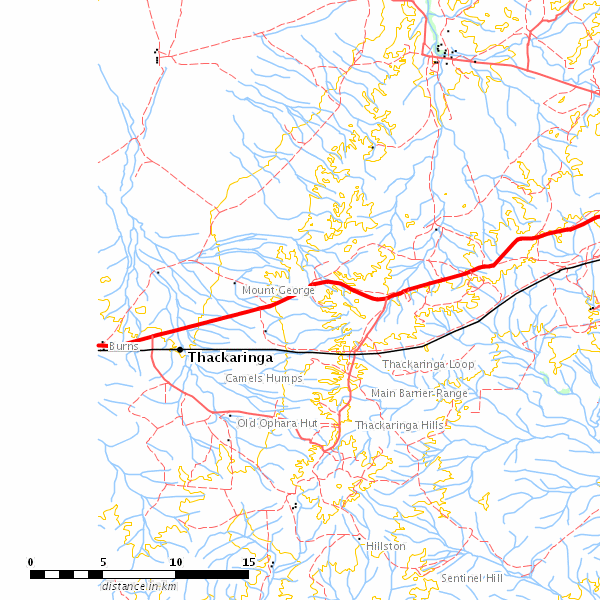 Mount George
Burns
Thackaringa
Thackaringa Loop
Camels Humps
Main Barrier Range
Old Ophara Hut
Thackaringa Hills
Hillston
0 5 10 15
Sentinel Hill
distance in km